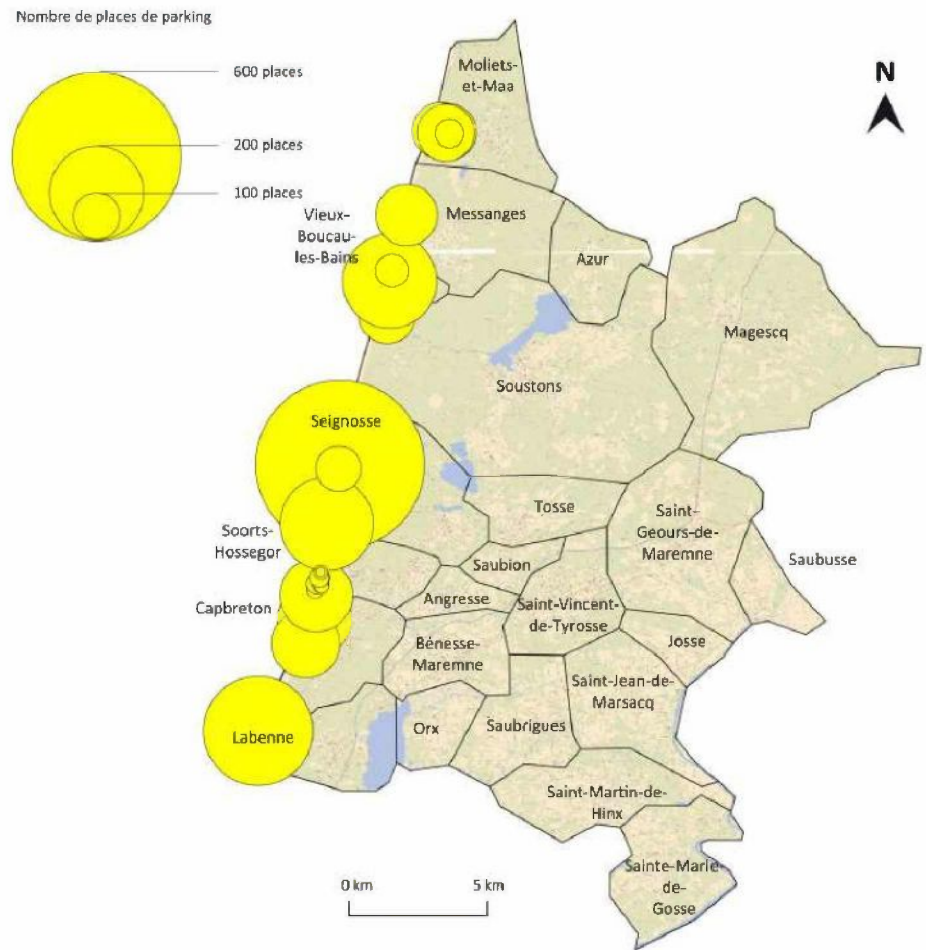 Nombre de places de parking
600 places
200 places
100 places
N
Moliets-
et-Maa
Vieux-
Boucau-
les-Bains
Messanges
Azur
Magescq
Soustons
Seignosse
Tosse
Saint-
Geours-de-
Maremne
Soorts-
Hossegor
Saubion
Saubusse
Angresse
Saint-Vincent-
de-Tyrosse
Capbreton
Josse
Bénesse-
Maremne
Saint-Jean-de-
Marsacq
Labenne
Orx
Saubrigues
Saint-Martin-de-
Hinx
Sainte-Marie-
de-
Gosse
0 km
5 km